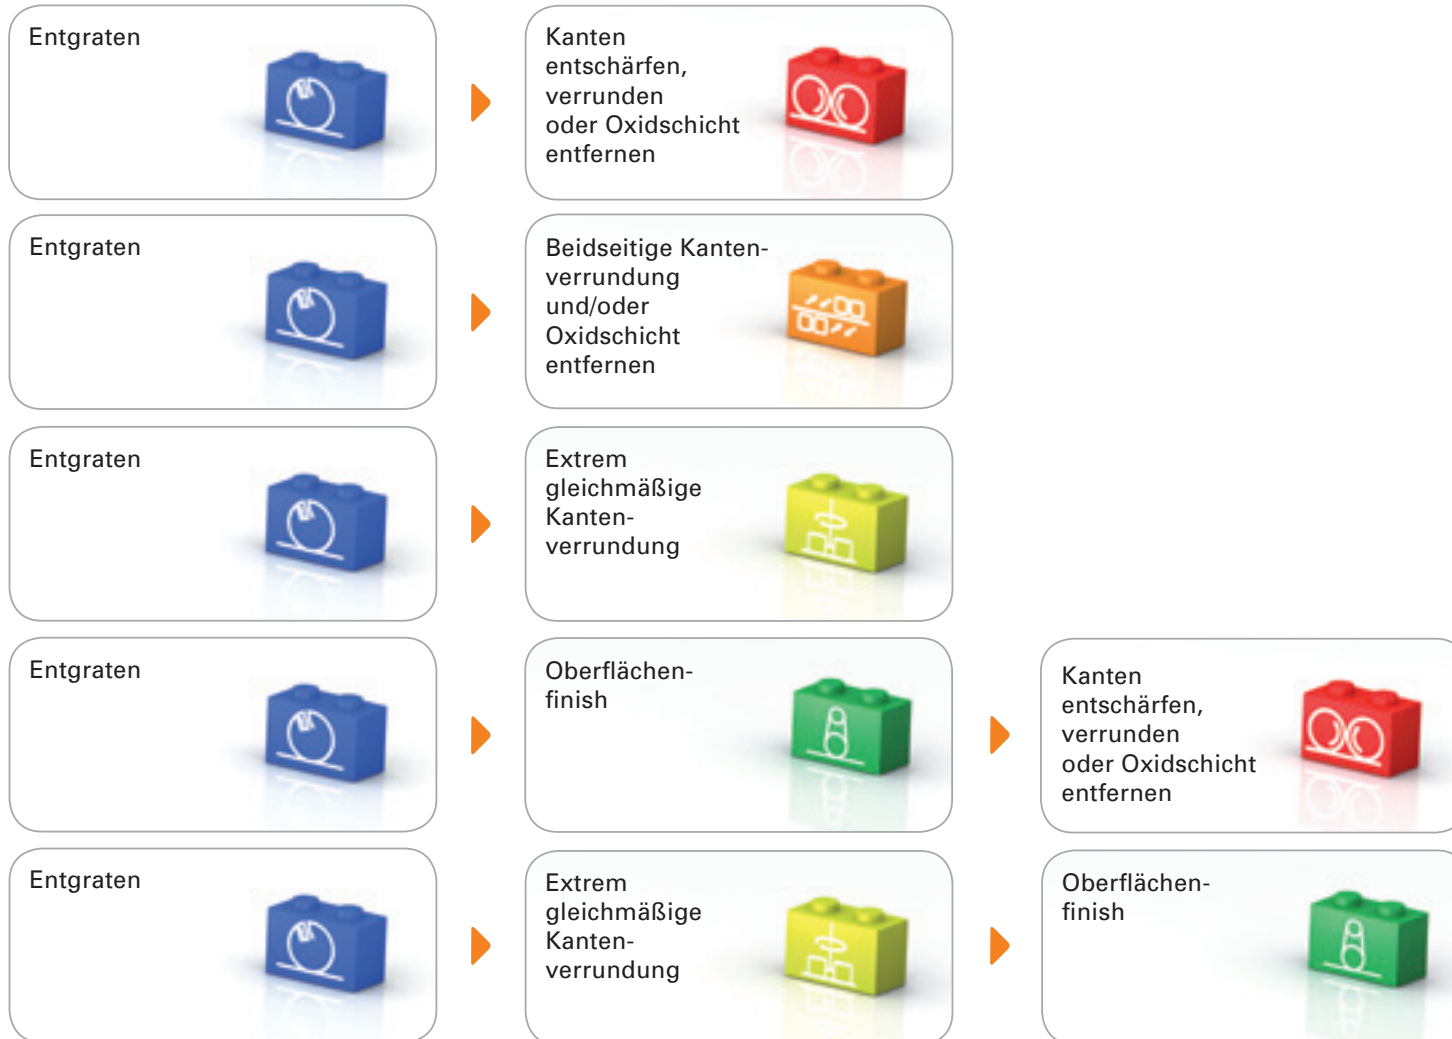 Entgraten
Kanten
entschärfen,
verrunden
oder Oxidschicht
entfernen
Entgraten
Beidseitige Kanten-
verrundung
und/oder
Oxidschicht
entfernen
Entgraten
Extrem
gleichmäßige
Kanten-
verrundung
Entgraten
Oberflächen-
finish
Kanten
entschärfen,
verrunden
oder Oxidschicht
entfernen
Entgraten
Extrem
gleichmäßige
Kanten-
verrundung
Oberflächen-
finish